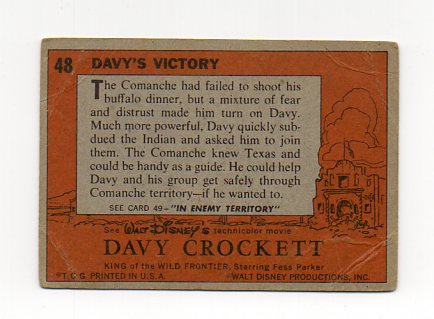 48 DAVY'S VICTORY
The Comanche had failed to shoot his
buffalo dinner, but a mixture of fear
and distrust made him turn on Davy.
Much more powerful, Davy quickly sub-
dued the Indian and asked him to join
them. The Comanche knew Texas and
could be handy as a guide. He could help
Davy and his group get safely through
Comanche territory—if he wanted to.
SEE CARD 49—"IN ENEMY TERRITORY"
See WALT DISNEY'S technicolor movie
DAVY CROCKETT
KING of the WILD FRONTIER, Starring Fess Parker
©T.C.G. PRINTED IN U.S.A. WALT DISNEY PRODUCTIONS, INC.